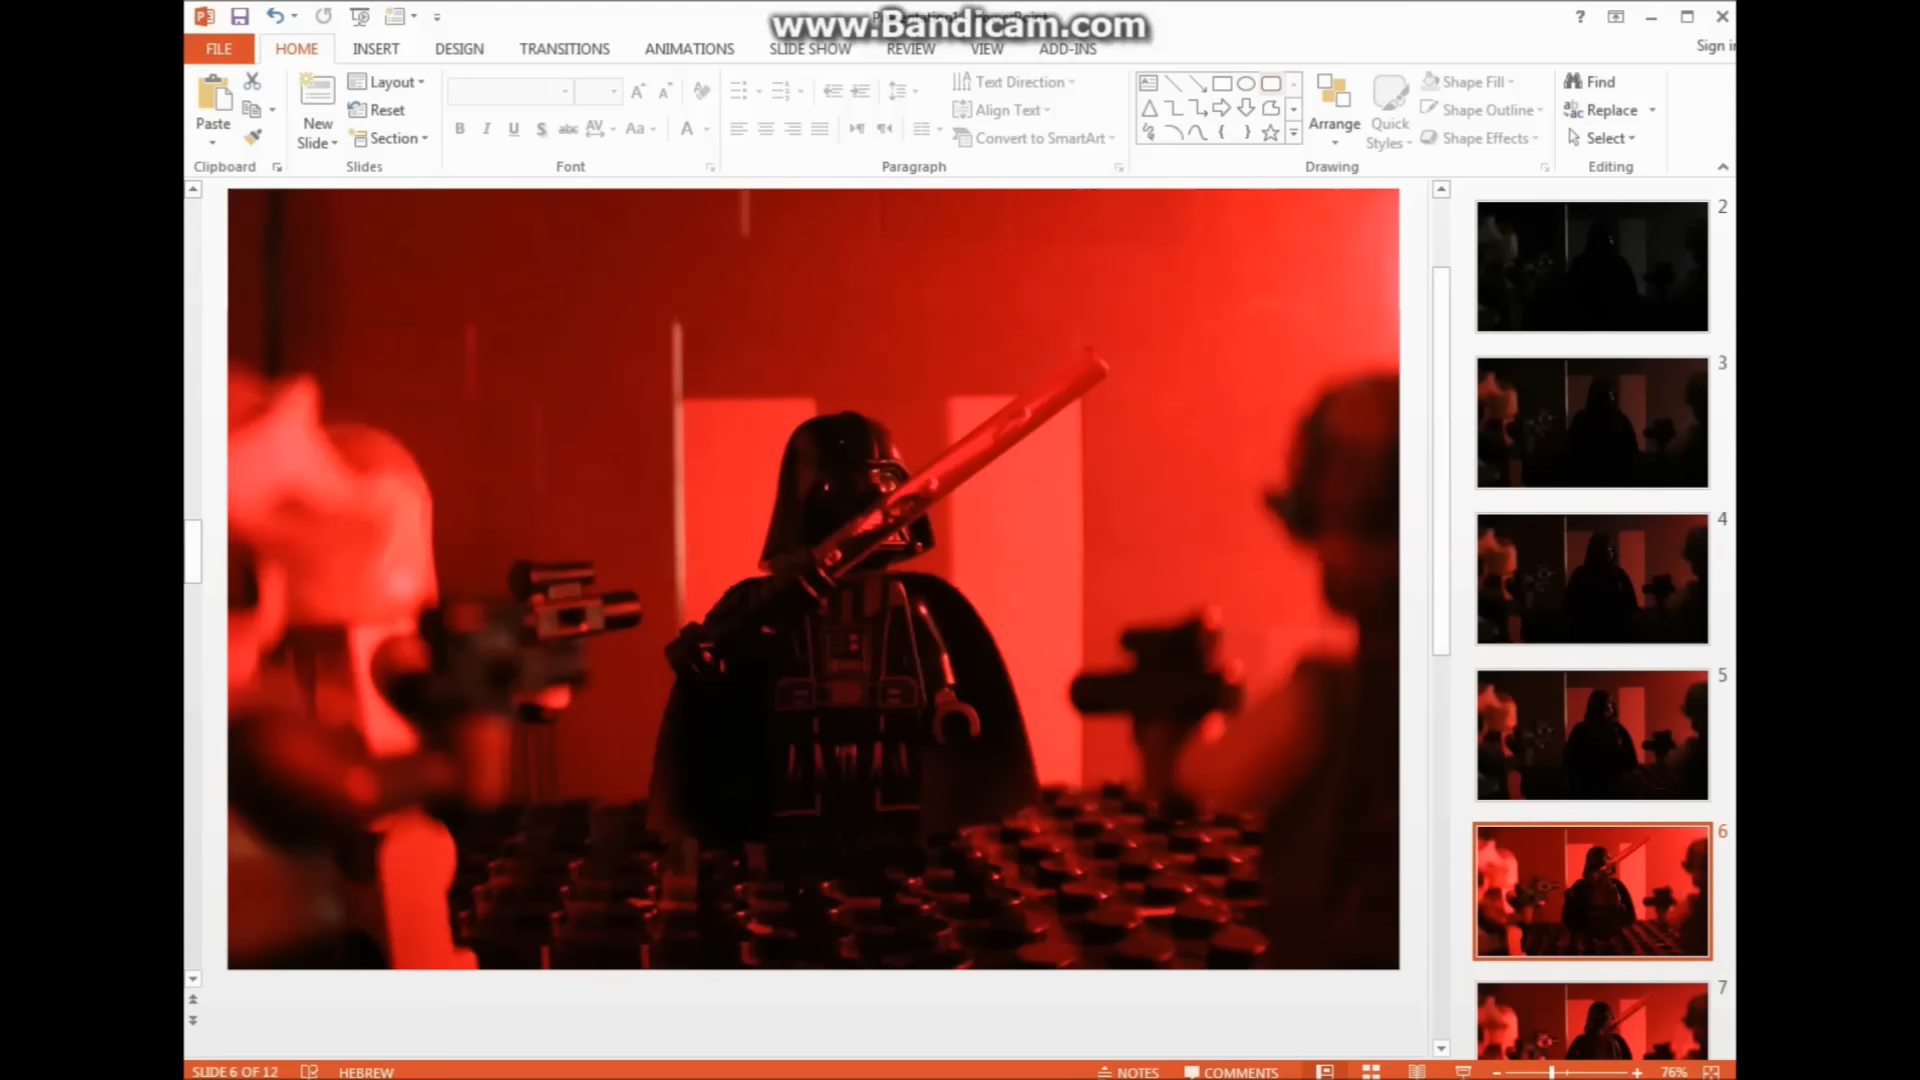 www.Bandicam.com
FILE HOME INSERT DESIGN TRANSITIONS ANIMATIONS SLIDE SHOW REVIEW VIEW ADD-INS
Sign in
Paste
Clipboard
New Slide
Layout
Reset
Section
Slides
Font
Text Direction
Align Text
Convert to SmartArt
Paragraph
Arrange
Quick Styles
Shape Fill
Shape Outline
Shape Effects
Drawing
Find
Replace
Select
Editing
2
3
4
5
6
7
SLIDE 6 OF 12 HEBREW NOTES COMMENTS 76%